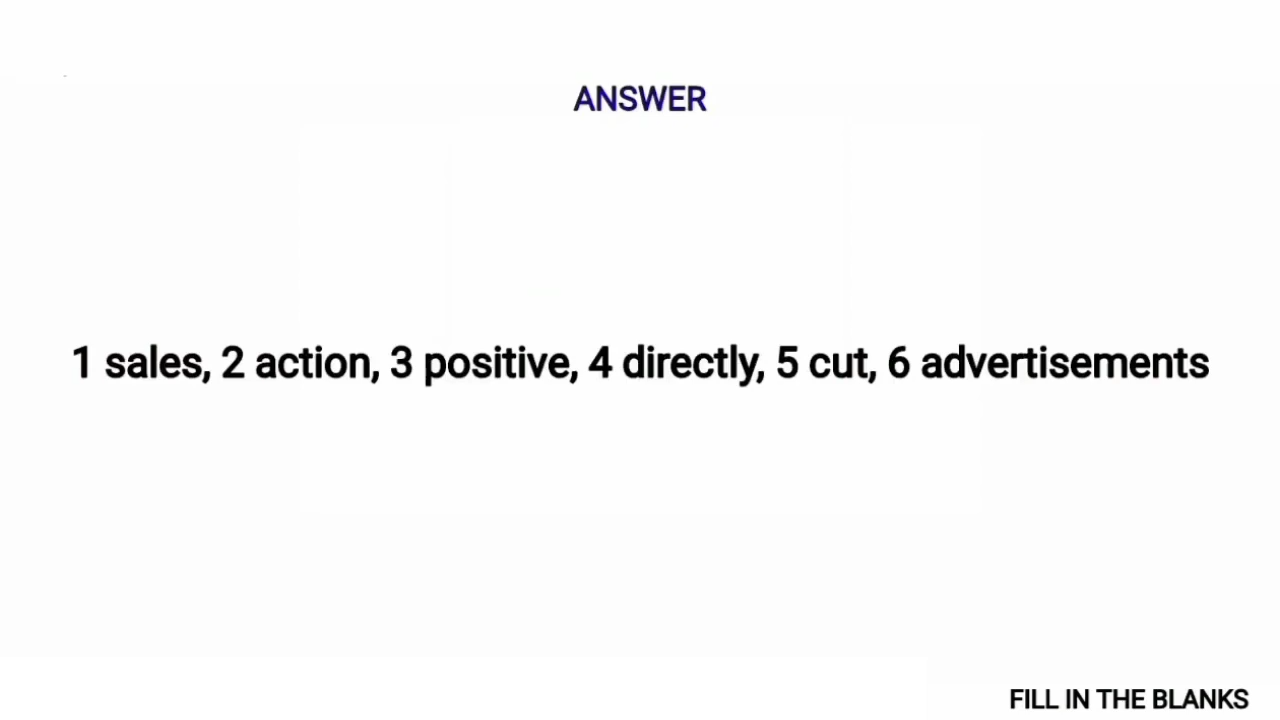 ANSWER
1 sales, 2 action, 3 positive, 4 directly, 5 cut, 6 advertisements
FILL IN THE BLANKS